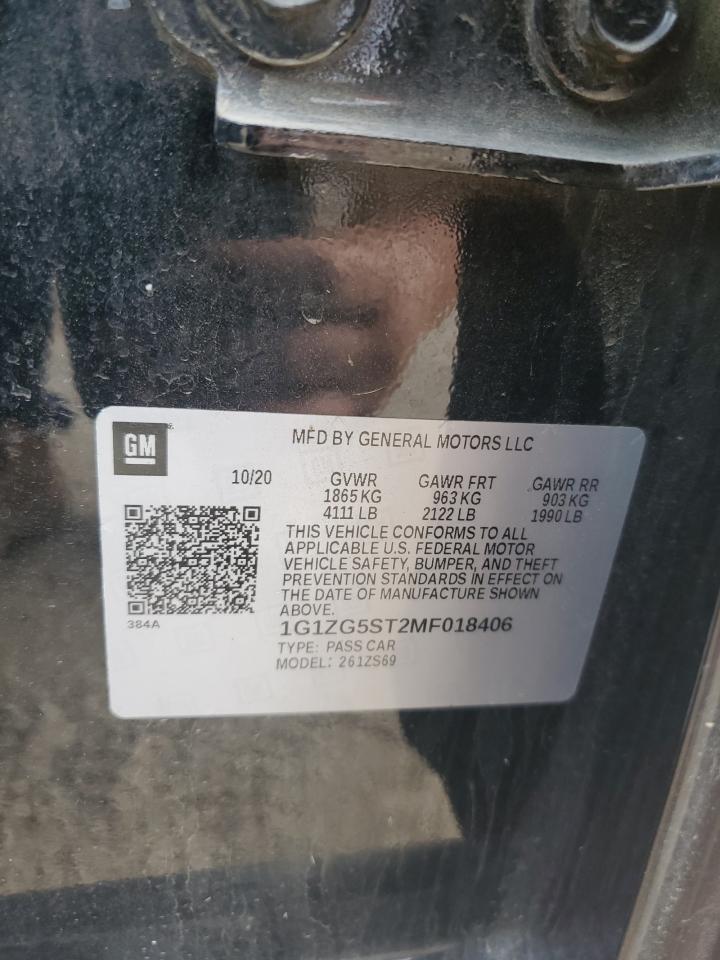 GM
MFD BY GENERAL MOTORS LLC
10/20 GVWR GAWR FRT GAWR RR
1865 KG 963 KG 903 KG
4111 LB 2122 LB 1990 LB
THIS VEHICLE CONFORMS TO ALL
APPLICABLE U.S. FEDERAL MOTOR
VEHICLE SAFETY, BUMPER, AND THEFT
PREVENTION STANDARDS IN EFFECT ON
THE DATE OF MANUFACTURE SHOWN
ABOVE.
384A
1G1ZG5ST2MF018406
TYPE: PASS CAR
MODEL: 261ZS69